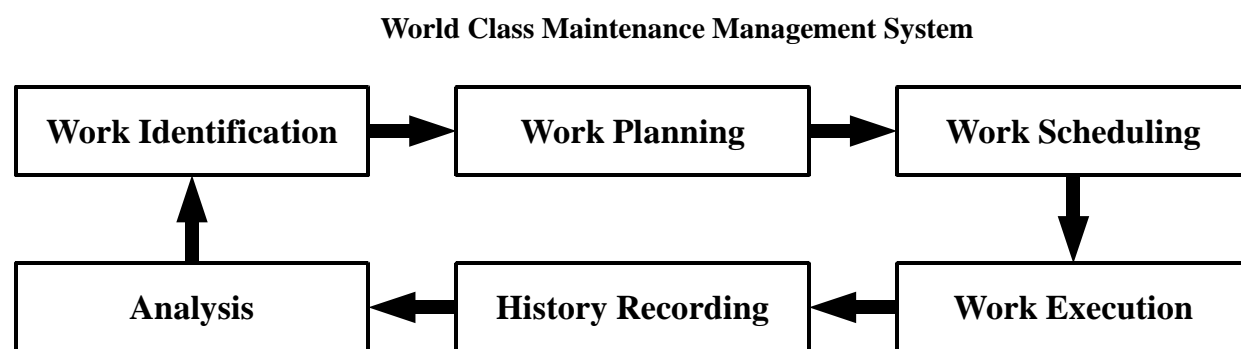 World Class Maintenance Management System
Work Identification
Work Planning
Work Scheduling
Analysis
History Recording
Work Execution